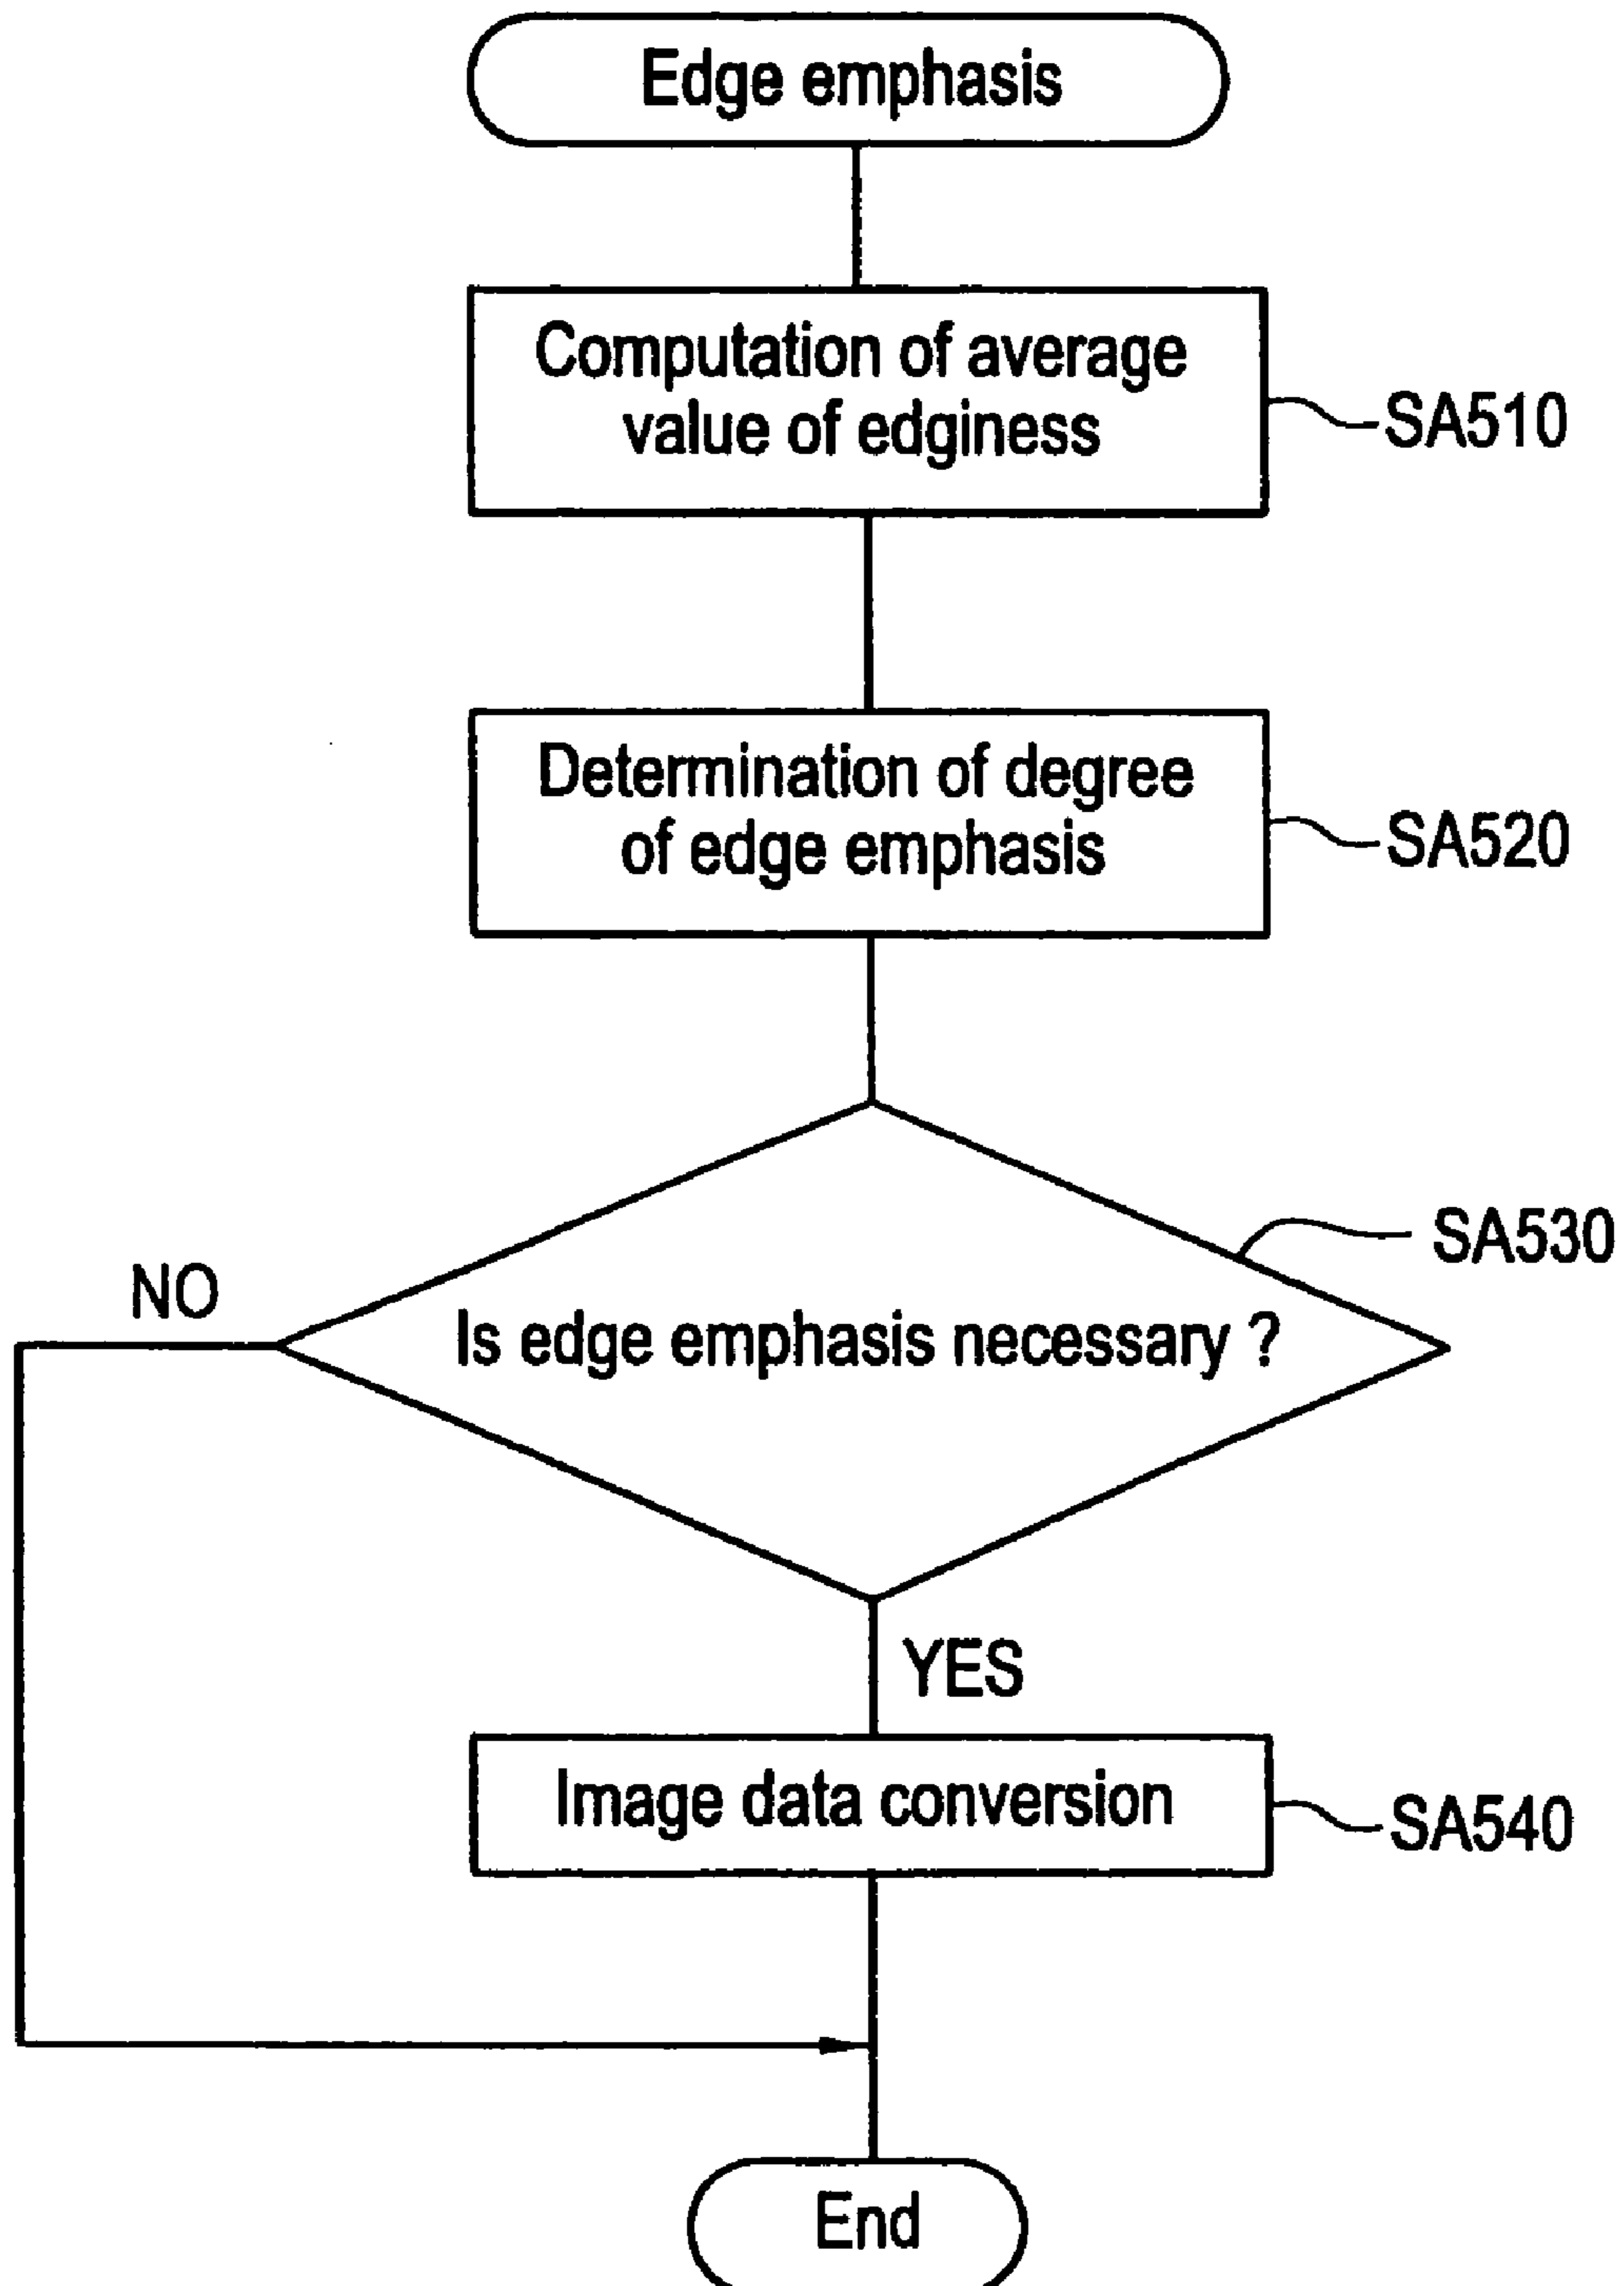 Edge emphasis
Computation of average
value of edginess
SA510
Determination of degree
of edge emphasis
SA520
SA530
NO
Is edge emphasis necessary ?
YES
Image data conversion
SA540
End